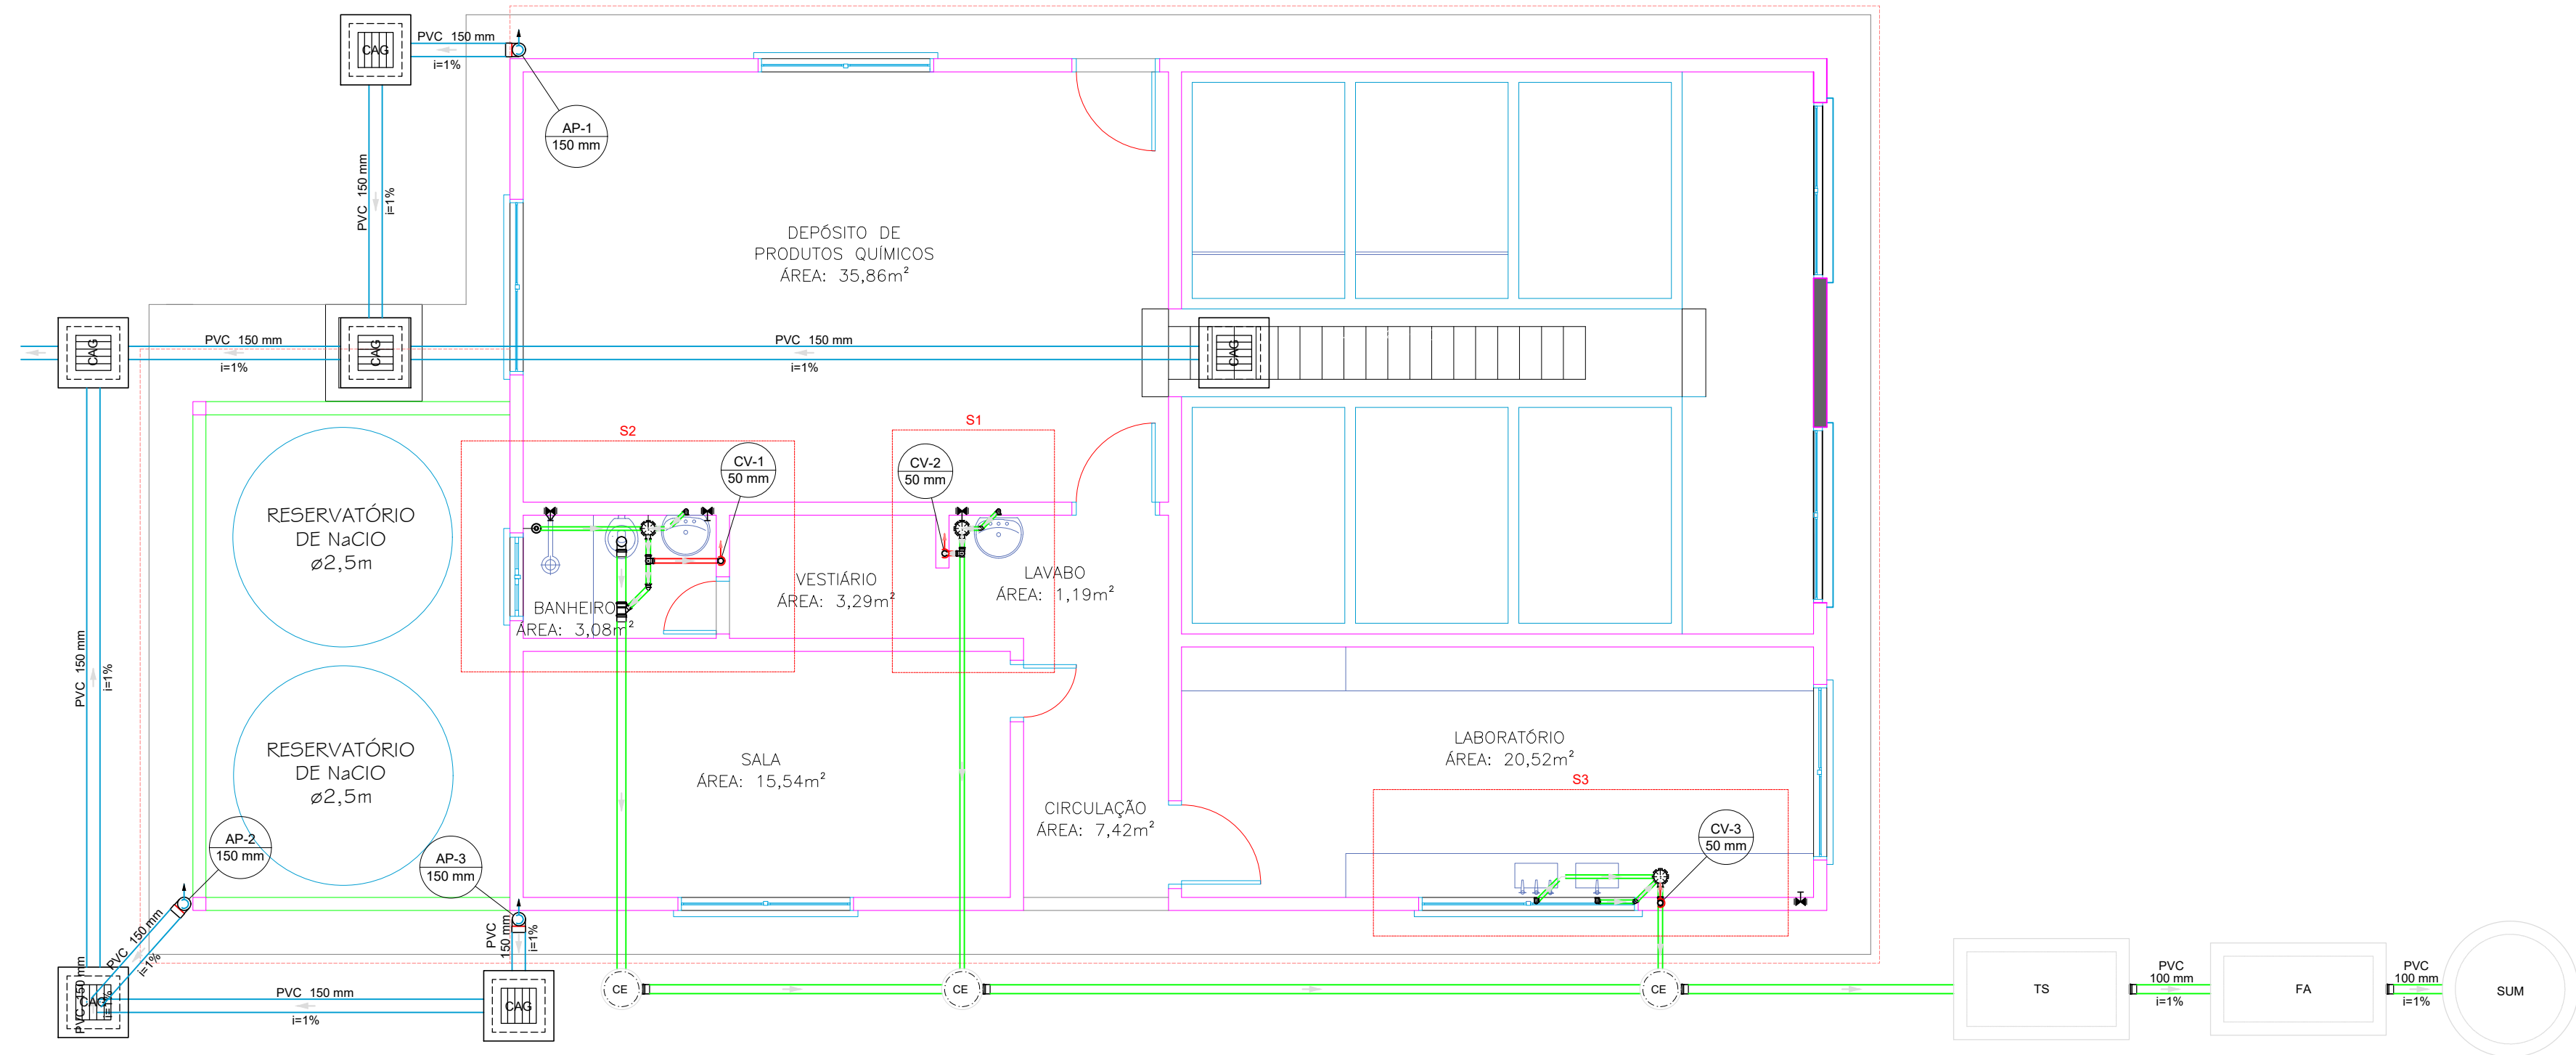 CAG
PVC 150 mm
i=1%
AP-1
150 mm
PVC 150 mm
i=1%
DEPÓSITO DE
PRODUTOS QUÍMICOS
ÁREA: 35,86m²
CAG
PVC 150 mm
i=1%
CAG
PVC 150 mm
i=1%
CAG
S2
S1
CV-1
50 mm
CV-2
50 mm
RESERVATÓRIO
DE NaClO
ø2,5m
BANHEIRO
ÁREA: 3,08m²
VESTIÁRIO
ÁREA: 3,29m²
LAVABO
ÁREA: 1,19m²
PVC 150 mm
i=1%
RESERVATÓRIO
DE NaClO
ø2,5m
SALA
ÁREA: 15,54m²
LABORATÓRIO
ÁREA: 20,52m²
S3
CIRCULAÇÃO
ÁREA: 7,42m²
AP-2
150 mm
AP-3
150 mm
CV-3
50 mm
PVC 150 mm
i=1%
PVC
150 mm
i=1%
PVC 150 mm
i=1%
CAG
PVC 150 mm
i=1%
CAG
CE
CE
CE
TS
PVC
100 mm
i=1%
FA
PVC
100 mm
i=1%
SUM